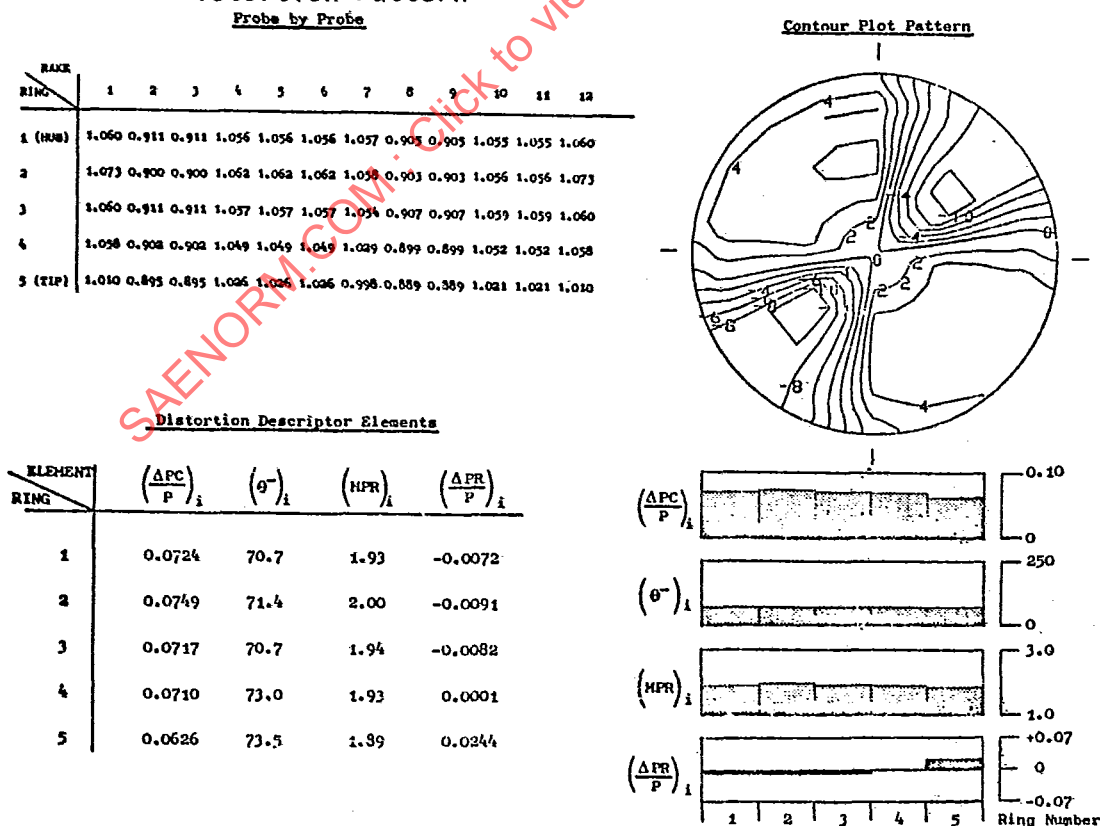 Probe by Probe
RAKE
RING 1 2 3 4 5 6 7 8 9 10 11 12
1 (HUB) 1.060 0.911 0.911 1.056 1.056 1.056 1.057 0.905 0.905 1.055 1.055 1.060
2 1.073 0.900 0.900 1.062 1.062 1.062 1.058 0.903 0.903 1.056 1.056 1.073
3 1.060 0.911 0.911 1.057 1.057 1.057 1.054 0.907 0.907 1.059 1.059 1.060
4 1.058 0.902 0.902 1.049 1.049 1.049 1.029 0.899 0.899 1.052 1.052 1.058
5 (TIP) 1.010 0.895 0.895 1.026 1.026 1.026 0.998 0.889 0.889 1.021 1.021 1.010
SAENORM.COM : Click to vie
Contour Plot Pattern
4
4
-4
-10
-4
0
2 2
0
2
2
2
-4
-6
-6
-8
4
Distortion Descriptor Elements
ELEMENT
RING (ΔPC/P)i (θ-)i (MPR)i (ΔPR/P)i
1 0.0724 70.7 1.93 -0.0072
2 0.0749 71.4 2.00 -0.0091
3 0.0717 70.7 1.94 -0.0082
4 0.0710 73.0 1.93 0.0001
5 0.0626 73.5 1.89 0.0244
(ΔPC/P)i 0.10
0
(θ-)i 250
0
(MPR)i 3.0
1.0
(ΔPR/P)i +0.07
0
-0.07
1 2 3 4 5 Ring Number